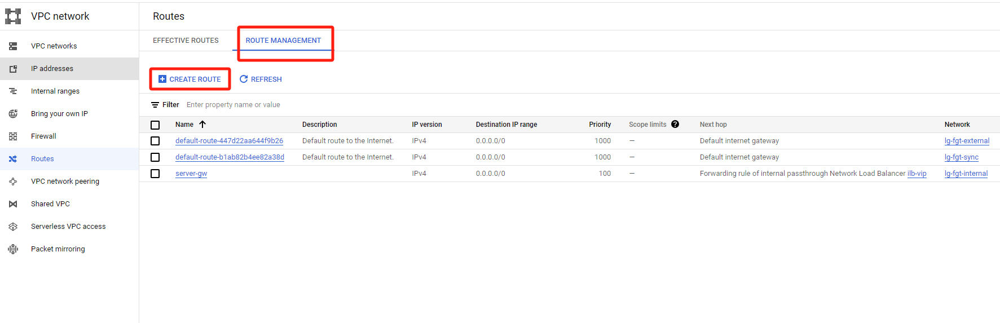 VPC network
VPC networks
IP addresses
Internal ranges
Bring your own IP
Firewall
Routes
VPC network peering
Shared VPC
Serverless VPC access
Packet mirroring
Routes
EFFECTIVE ROUTES ROUTE MANAGEMENT
CREATE ROUTE REFRESH
Filter Enter property name or value
Name Description IP version Destination IP range Priority Scope limits ? Next hop Network
default-route-447d22aa644f9b26 Default route to the Internet. IPv4 0.0.0.0/0 1000 — Default internet gateway lg-fgt-external
default-route-b1ab82b4ee82a38d Default route to the Internet. IPv4 0.0.0.0/0 1000 — Default internet gateway lg-fgt-sync
server-gw IPv4 0.0.0.0/0 100 — Forwarding rule of internal passthrough Network Load Balancer ilb-vip lg-fgt-internal